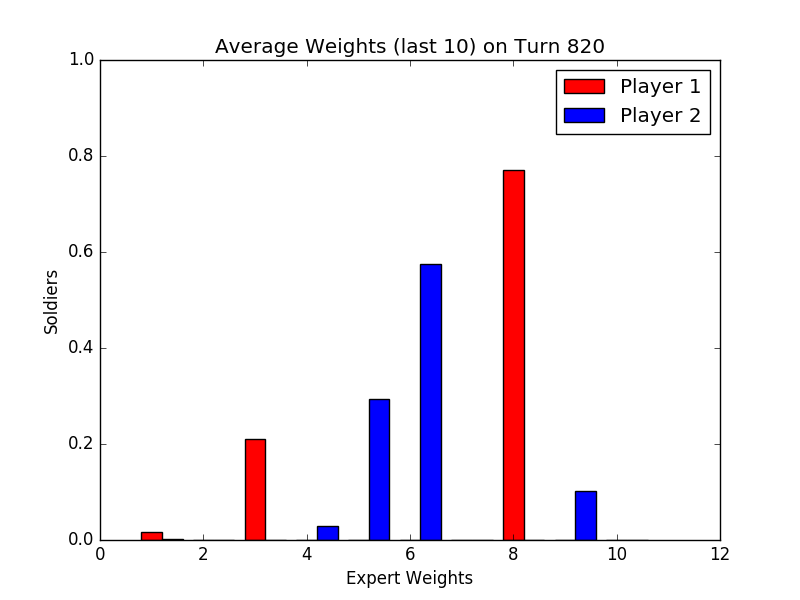 Average Weights (last 10) on Turn 820
1.0
0.8
0.6
0.4
0.2
0.0
Soldiers
Player 1
Player 2
0 2 4 6 8 10 12
Expert Weights